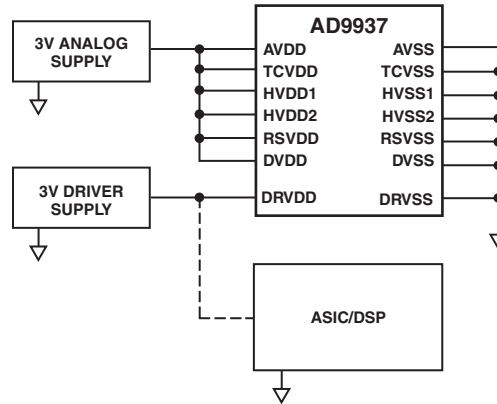 AD9937
3V ANALOG
SUPPLY
AVDD
AVSS
TCVDD
TCVSS
HVDD1
HVSS1
HVDD2
HVSS2
RSVDD
RSVSS
DVDD
DVSS
3V DRIVER
SUPPLY
DRVDD
DRVSS
ASIC/DSP